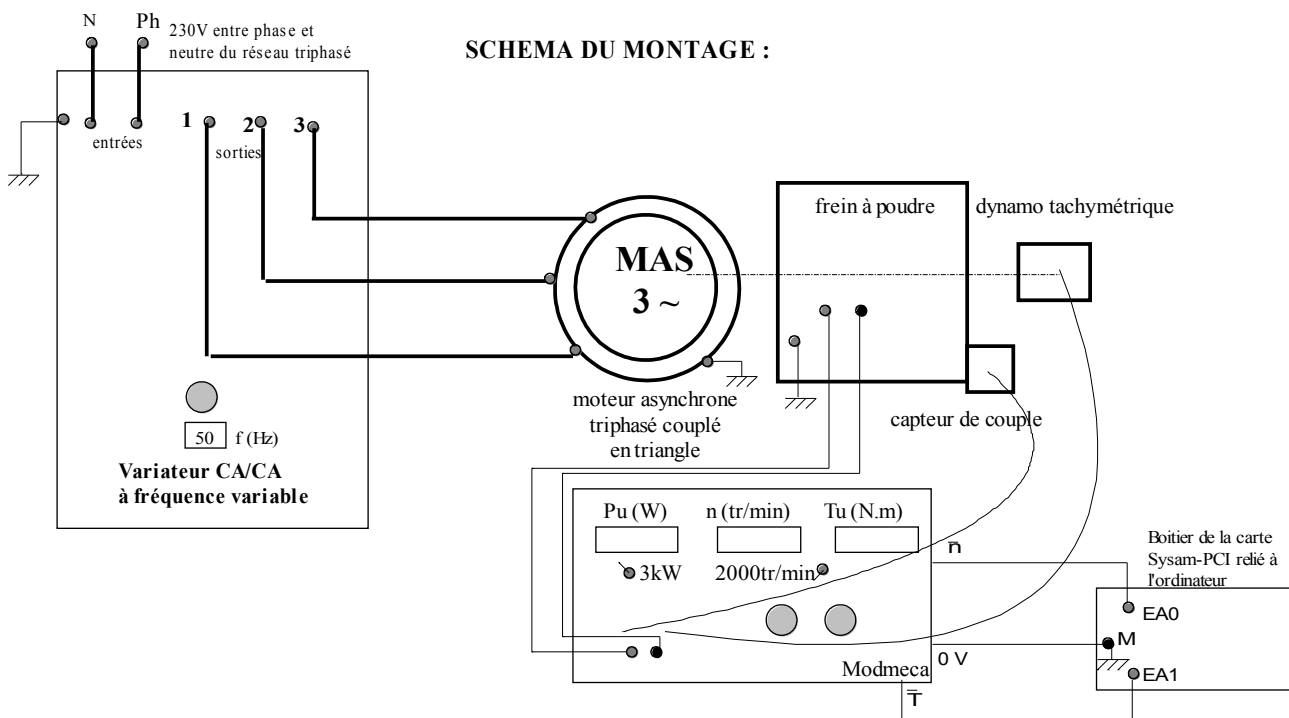 N
Ph
230V entre phase et
neutre du réseau triphasé
SCHEMA DU MONTAGE :
1
2
3
entrées
sorties
frein à poudre
dynamo tachymétrique
MAS
3 ~
moteur asynchrone
triphasé couplé
en triangle
capteur de couple
50
f (Hz)
Variateur CA/CA
à fréquence variable
Pu (W)
n (tr/min)
Tu (N.m)
3kW
2000tr/min
n̅
0 V
Modmeca
T̅
Boitier de la carte
Sysam-PCI relié à
l'ordinateur
EA0
M
EA1